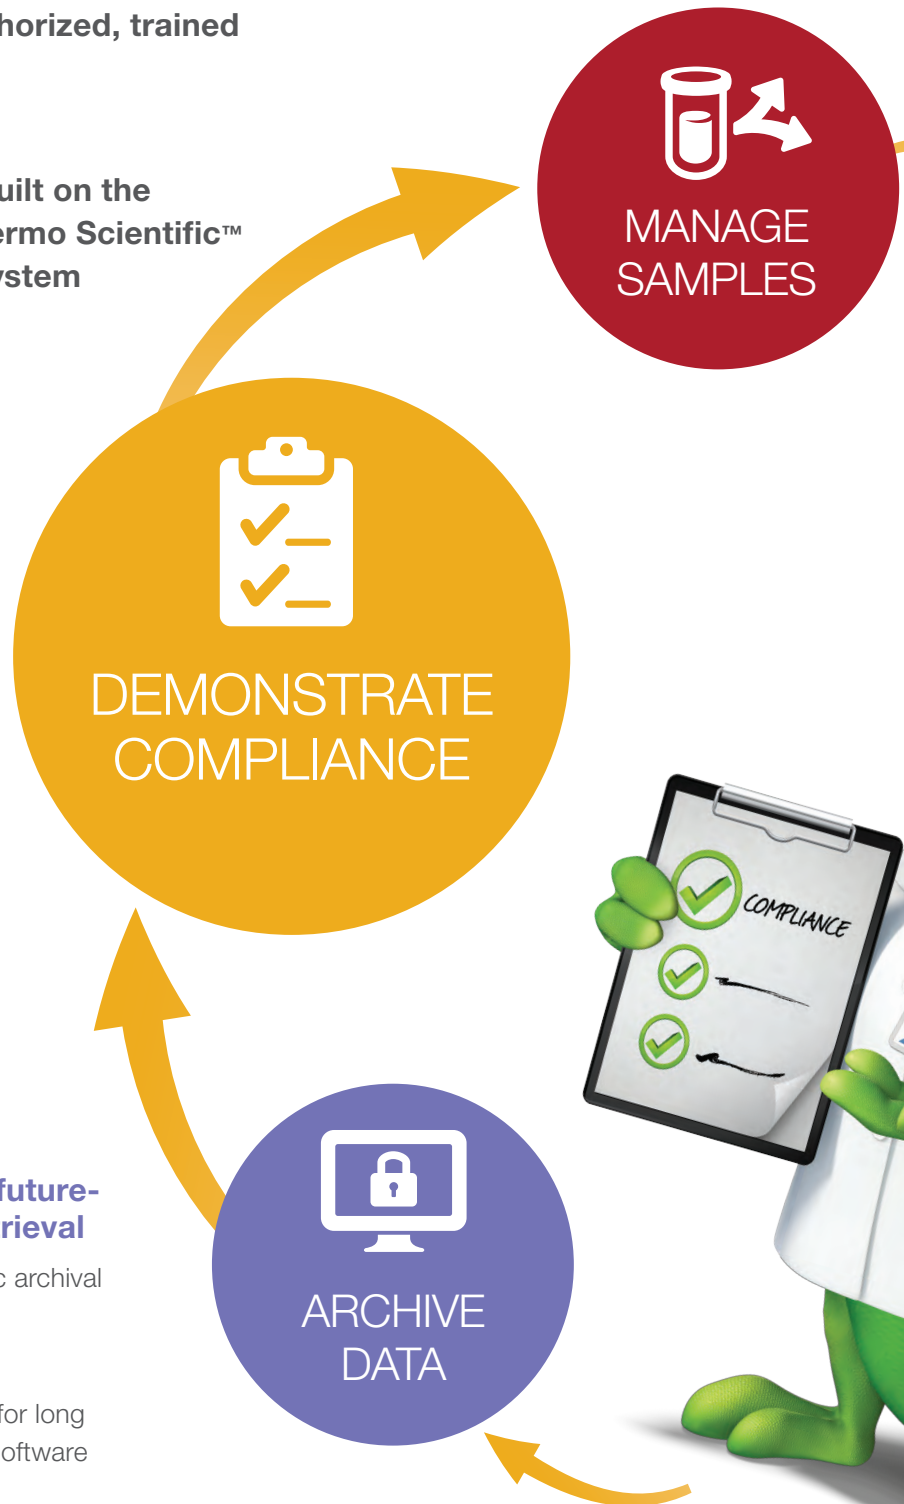 horized, trained
uilt on the
ermo Scientific™
ystem
MANAGE
SAMPLES
DEMONSTRATE
COMPLIANCE
COMPLIANCE
future-
rieval
c archival
ARCHIVE
DATA
for long
oftware